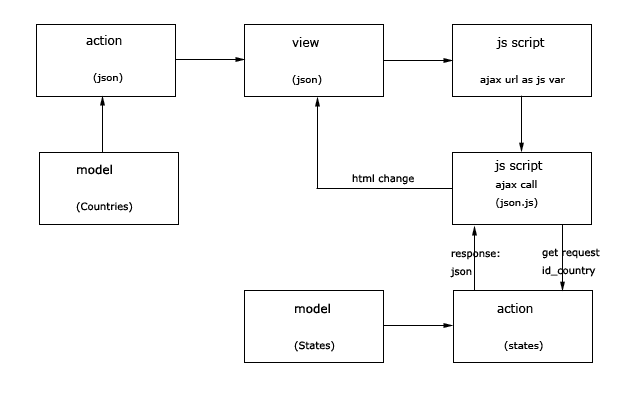 action
(json)
view
(json)
js script
ajax url as js var
model
(Countries)
js script
ajax call
(json.js)
html change
response:
json
get request
id_country
model
(States)
action
(states)